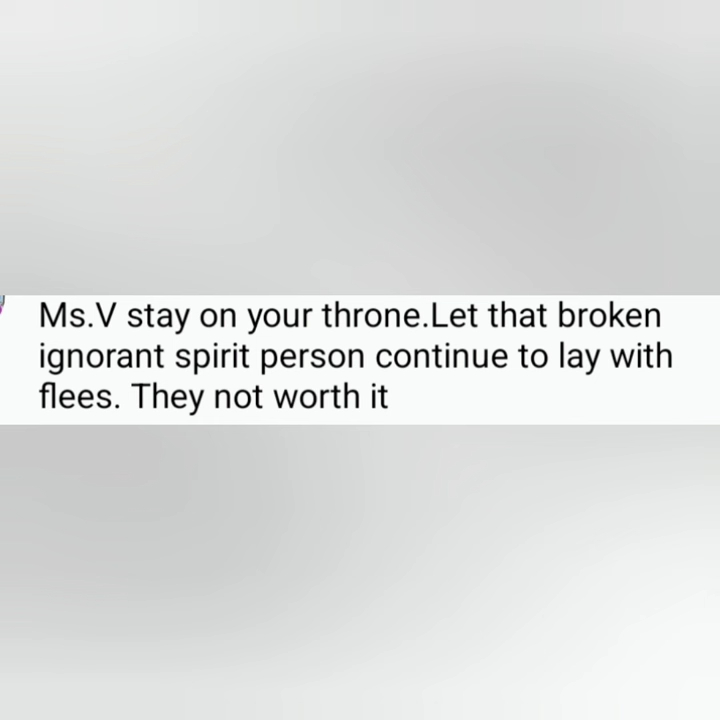 Ms.V stay on your throne.Let that broken
ignorant spirit person continue to lay with
flees. They not worth it